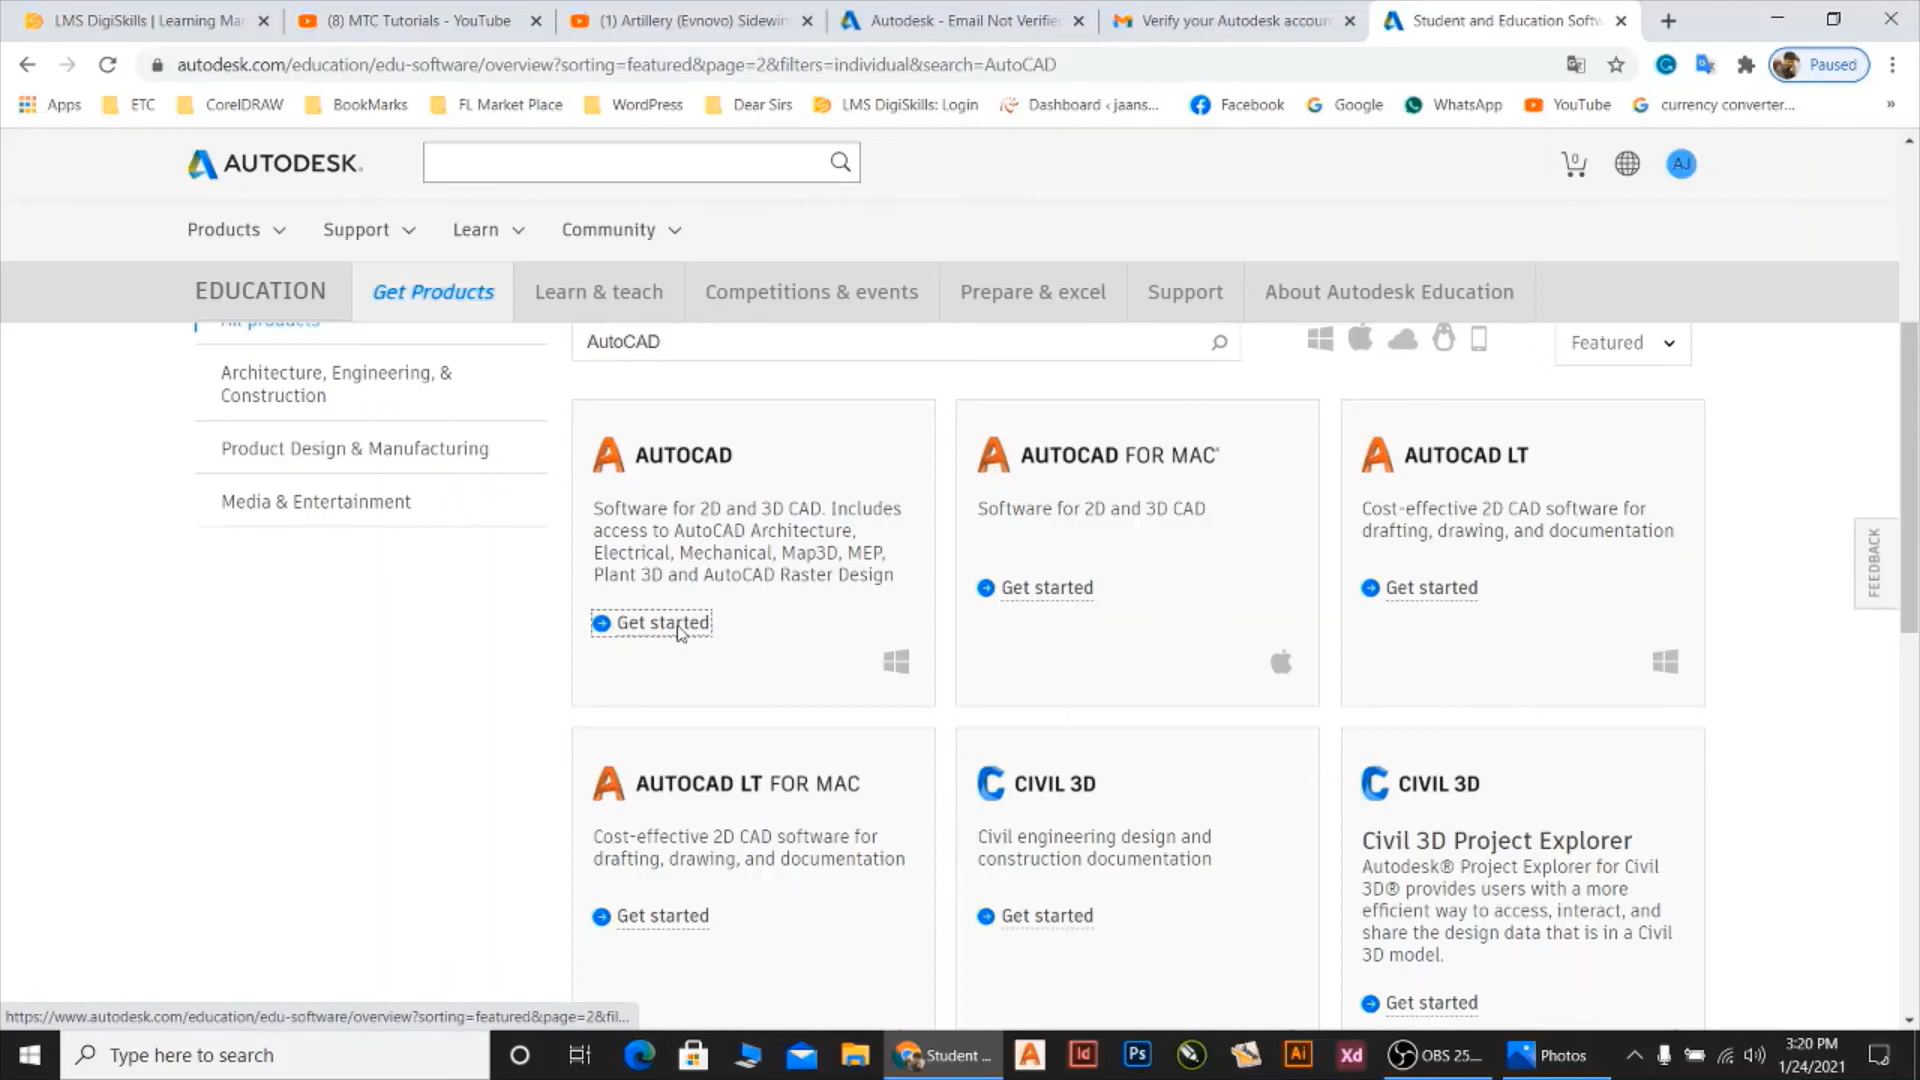 LMS DigiSkills | Learning Ma
(8) MTC Tutorials - YouTube
(1) Artillery (Evnovo) Sidewin
Autodesk - Email Not Verifie
Verify your Autodesk accoun
Student and Education Softw
autodesk.com/education/edu-software/overview?sorting=featured&page=2&filters=individual&search=AutoCAD
Paused
Apps ETC CorelDRAW BookMarks FL Market Place WordPress Dear Sirs LMS DigiSkills: Login Dashboard ‹ jaans... Facebook Google WhatsApp YouTube currency converter... »
AUTODESK.
0
AJ
Products Support Learn Community
EDUCATION Get Products Learn & teach Competitions & events Prepare & excel Support About Autodesk Education
All products
Architecture, Engineering, &
Construction
Product Design & Manufacturing
Media & Entertainment
AutoCAD
Featured
AUTOCAD
Software for 2D and 3D CAD. Includes
access to AutoCAD Architecture,
Electrical, Mechanical, Map3D, MEP,
Plant 3D and AutoCAD Raster Design
Get started
AUTOCAD FOR MAC®
Software for 2D and 3D CAD
Get started
AUTOCAD LT
Cost-effective 2D CAD software for
drafting, drawing, and documentation
Get started
AUTOCAD LT FOR MAC
Cost-effective 2D CAD software for
drafting, drawing, and documentation
Get started
CIVIL 3D
Civil engineering design and
construction documentation
Get started
CIVIL 3D
Civil 3D Project Explorer
Autodesk® Project Explorer for Civil
3D® provides users with a more
efficient way to access, interact, and
share the design data that is in a Civil
3D model.
Get started
FEEDBACK
https://www.autodesk.com/education/edu-software/overview?sorting=featured&page=2&fil...
Type here to search
Student ...
Id
Ps
Ai
Xd
OBS 25....
Photos
3:20 PM
1/24/2021